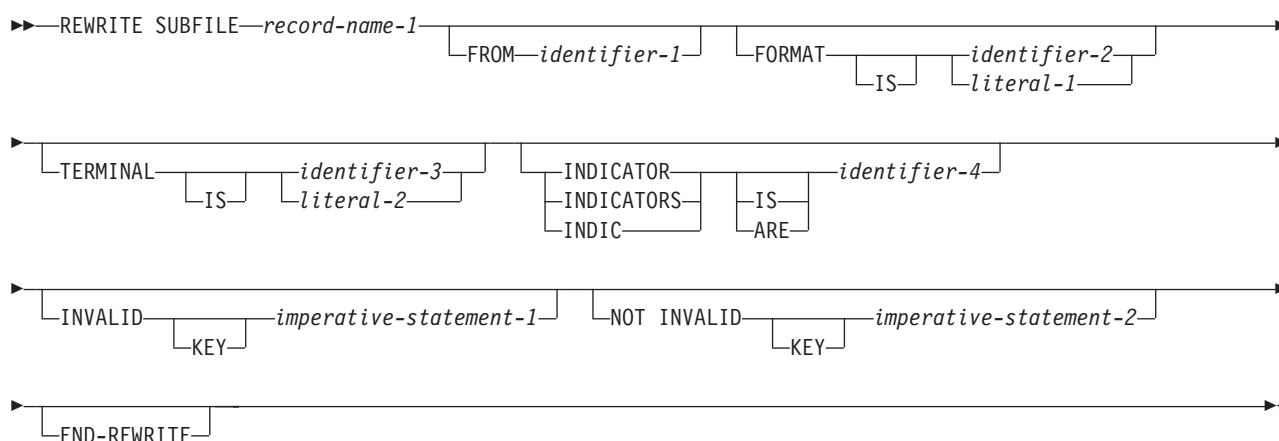 REWRITE SUBFILE record-name-1 FROM identifier-1 FORMAT IS identifier-2 literal-1
TERMINAL IS identifier-3 literal-2 INDICATOR INDICATORS INDIC IS ARE identifier-4
INVALID KEY imperative-statement-1 NOT INVALID KEY imperative-statement-2
END-REWRITE